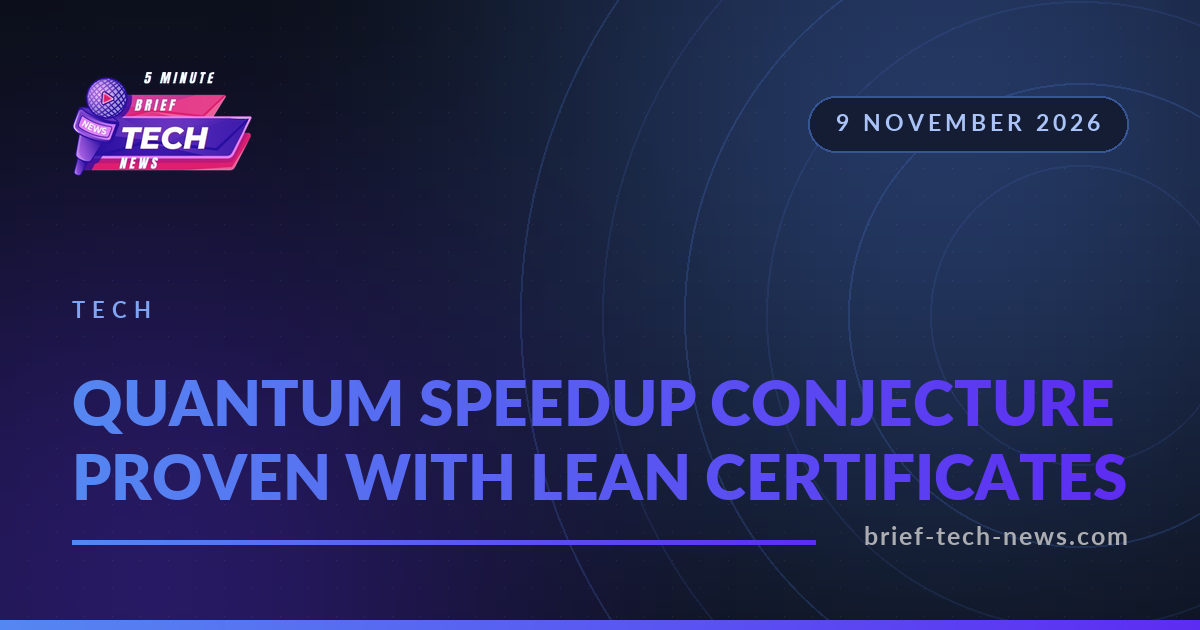 5 MINUTE
BRIEF
NEWS
TECH
NEWS
9 NOVEMBER 2026
TECH
QUANTUM SPEEDUP CONJECTURE
PROVEN WITH LEAN CERTIFICATES
brief-tech-news.com